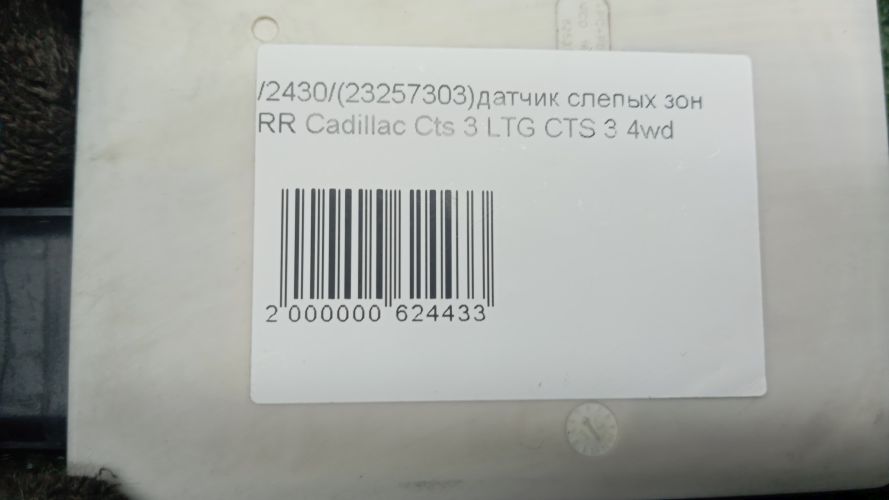 /2430/(23257303)датчик слепых зон
RR Cadillac Cts 3 LTG CTS 3 4wd
2 000000 624433